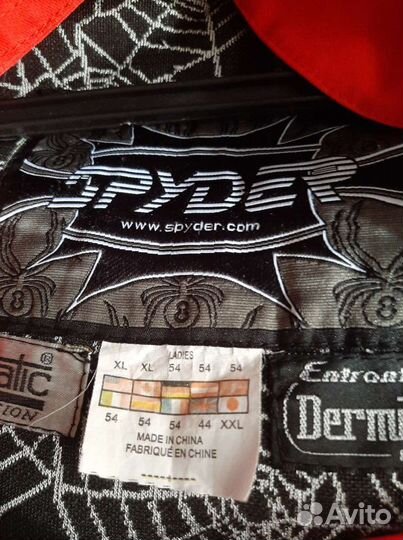 SPYDER
www.spyder.com
LADIES
XL XL 54 54 54
54 54 54 44 XXL
MADE IN CHINA
FABRIQUÉ EN CHINE
Avito